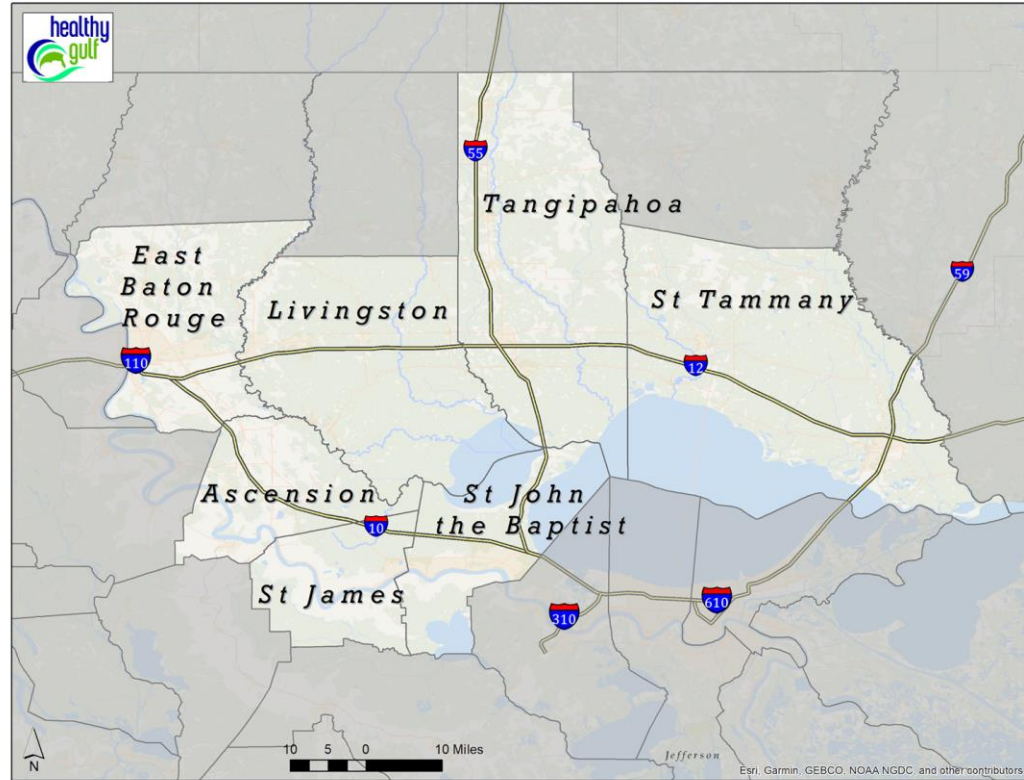 healthy
gulf
55
Tangipahoa
59
East
Baton
Rouge
Livingston
St Tammany
110
12
Ascension
St John
the Baptist
10
St James
310
610
N
10 5 0 10 Miles
Jefferson
Esri, Garmin, GEBCO, NOAA NGDC, and other contributors